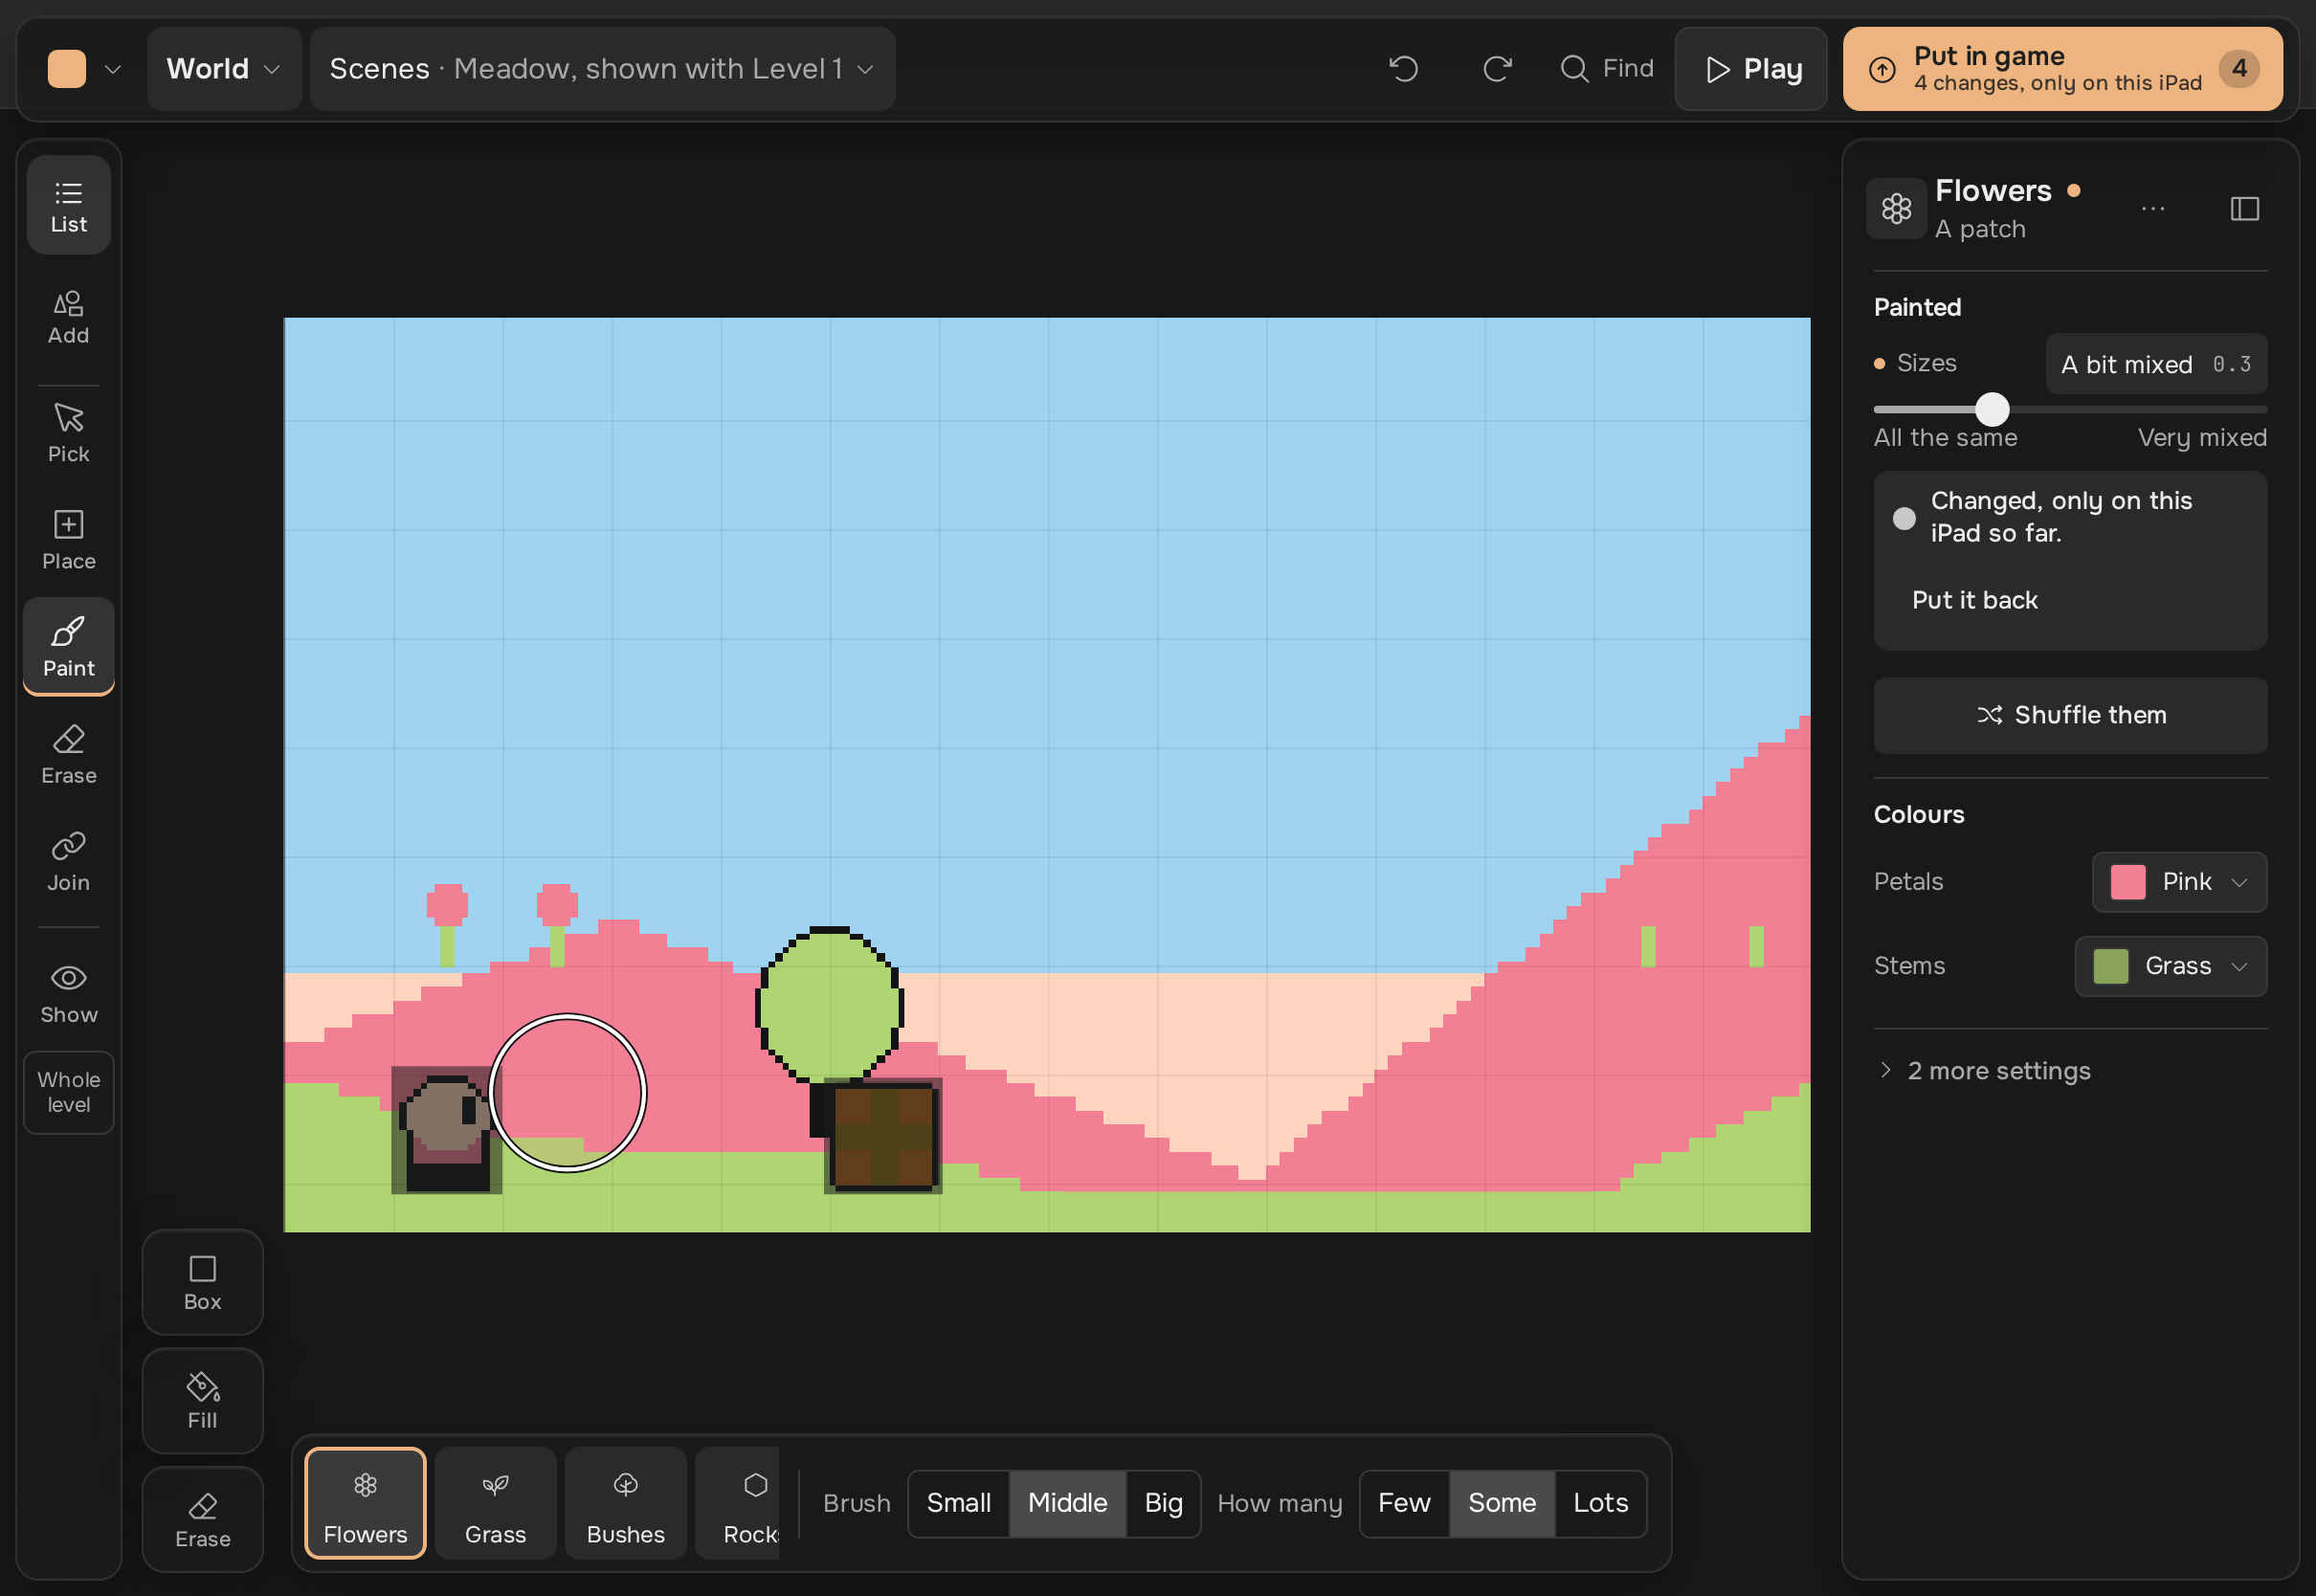 World
Scenes · Meadow, shown with Level 1
Find
Play
Put in game
4 changes, only on this iPad
4
List
Add
Pick
Place
Paint
Erase
Join
Show
Whole
level
Flowers
A patch
Painted
Sizes
A bit mixed 0.3
All the same
Very mixed
Changed, only on this
iPad so far.
Put it back
Shuffle them
Colours
Petals
Pink
Stems
Grass
2 more settings
Box
Fill
Erase
Flowers
Grass
Bushes
Rocks
Brush
Small
Middle
Big
How many
Few
Some
Lots